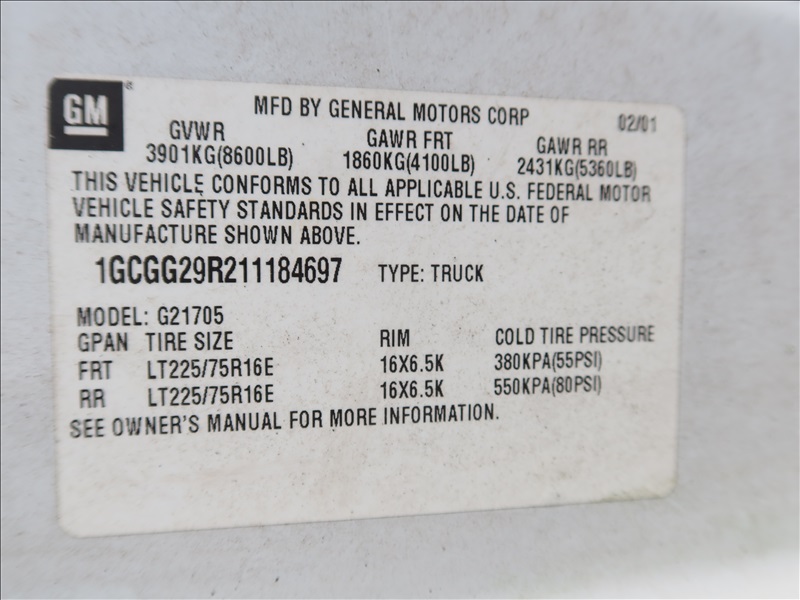 GM
MFD BY GENERAL MOTORS CORP 02/01
GVWR GAWR FRT GAWR RR
3901KG(8600LB) 1860KG(4100LB) 2431KG(5360LB)
THIS VEHICLE CONFORMS TO ALL APPLICABLE U.S. FEDERAL MOTOR
VEHICLE SAFETY STANDARDS IN EFFECT ON THE DATE OF
MANUFACTURE SHOWN ABOVE.
1GCGG29R211184697 TYPE: TRUCK
MODEL: G21705
GPAN TIRE SIZE RIM COLD TIRE PRESSURE
FRT LT225/75R16E 16X6.5K 380KPA(55PSI)
RR LT225/75R16E 16X6.5K 550KPA(80PSI)
SEE OWNER'S MANUAL FOR MORE INFORMATION.